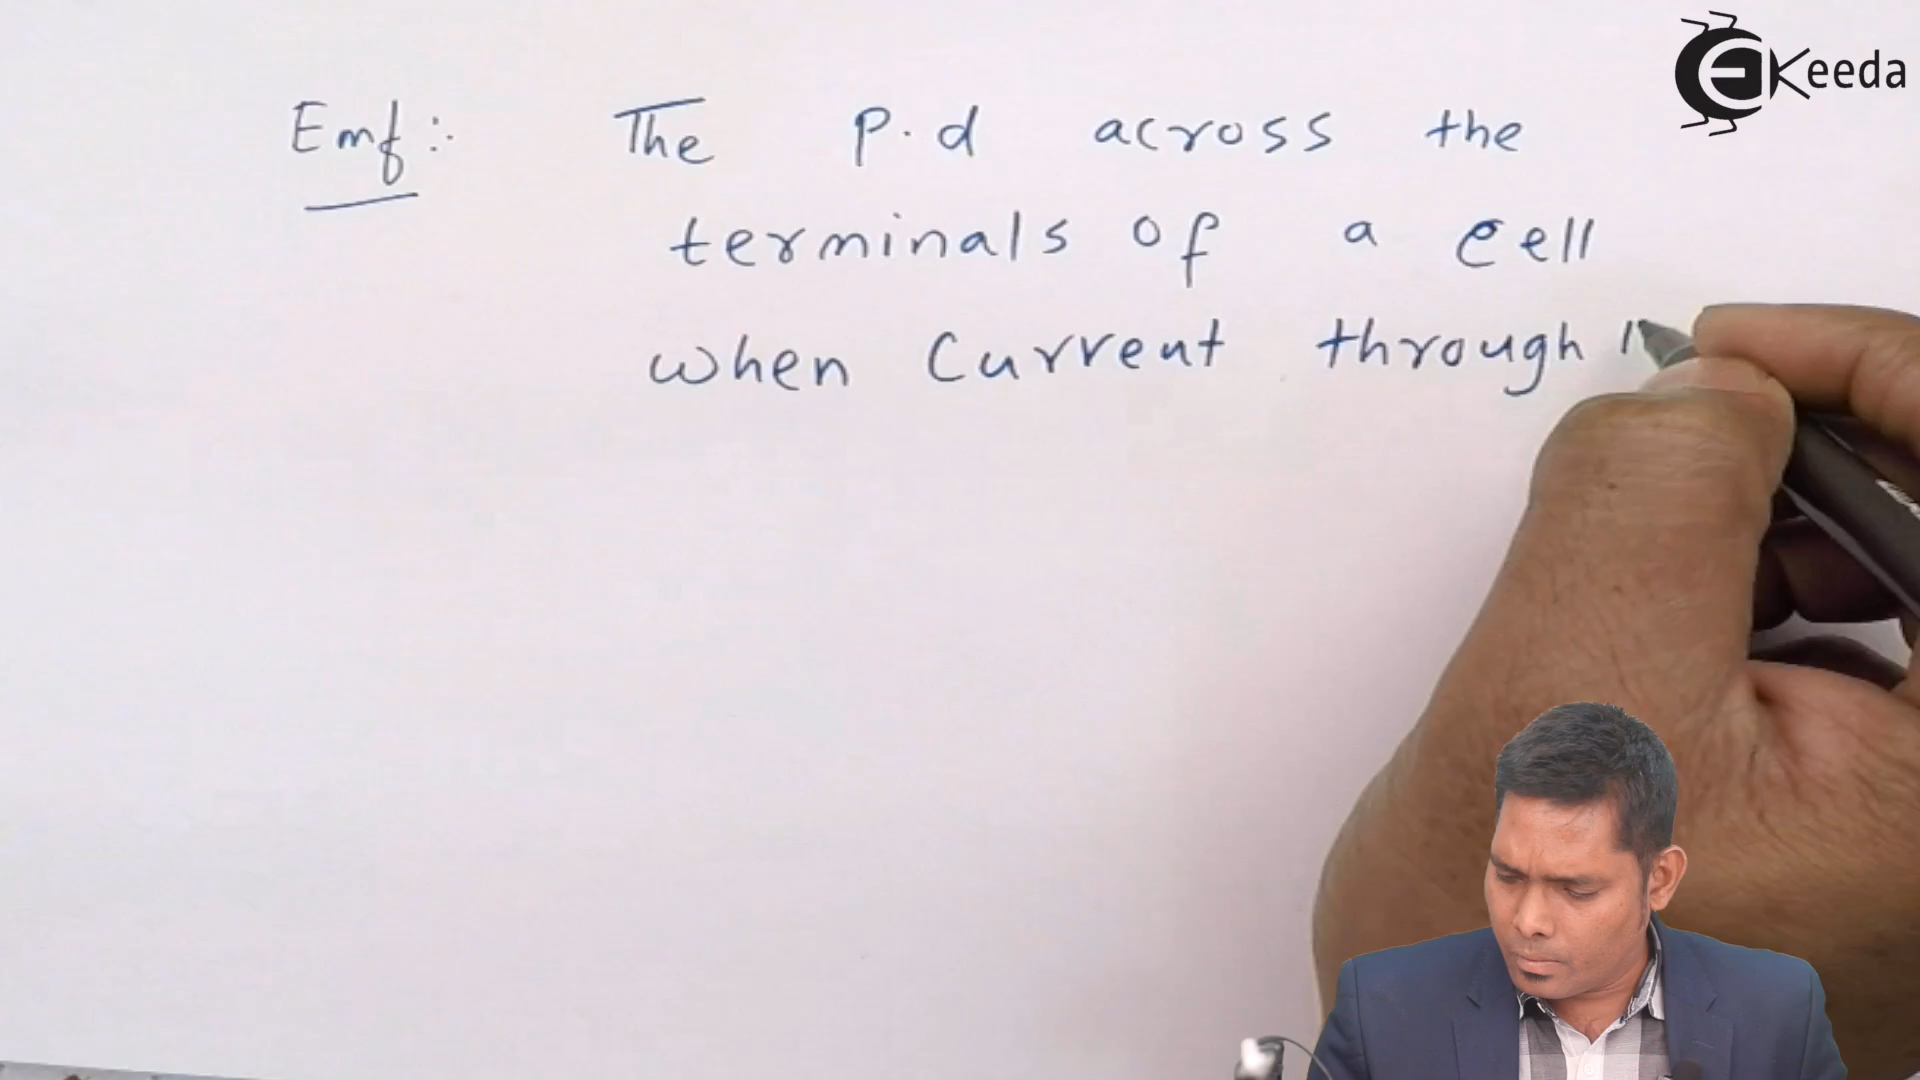 EKeeda
Emf:- The p.d across the
terminals of a cell
when current through